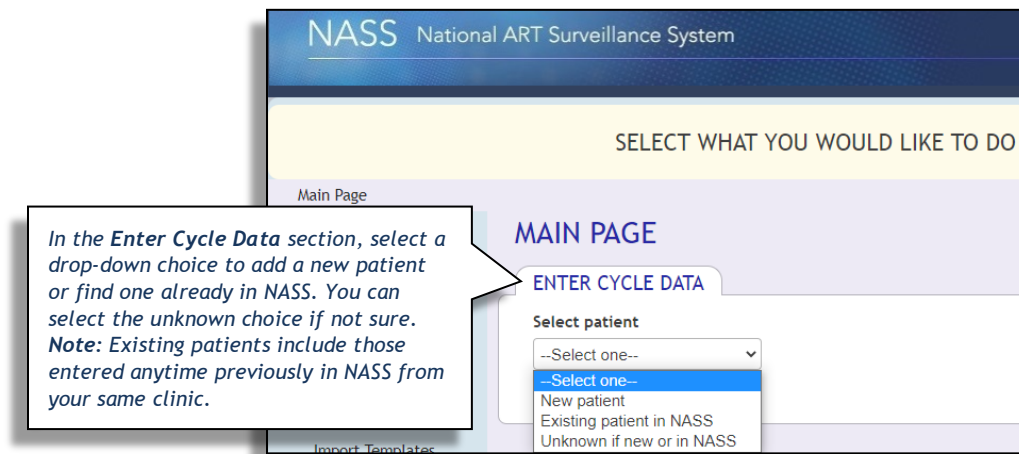 NASS National ART Surveillance System
SELECT WHAT YOU WOULD LIKE TO DO
Main Page
In the Enter Cycle Data section, select a
drop-down choice to add a new patient
or find one already in NASS. You can
select the unknown choice if not sure.
Note: Existing patients include those
entered anytime previously in NASS from
your same clinic.
MAIN PAGE
ENTER CYCLE DATA
Select patient
--Select one--
--Select one--
New patient
Existing patient in NASS
Unknown if new or in NASS
Import Templates